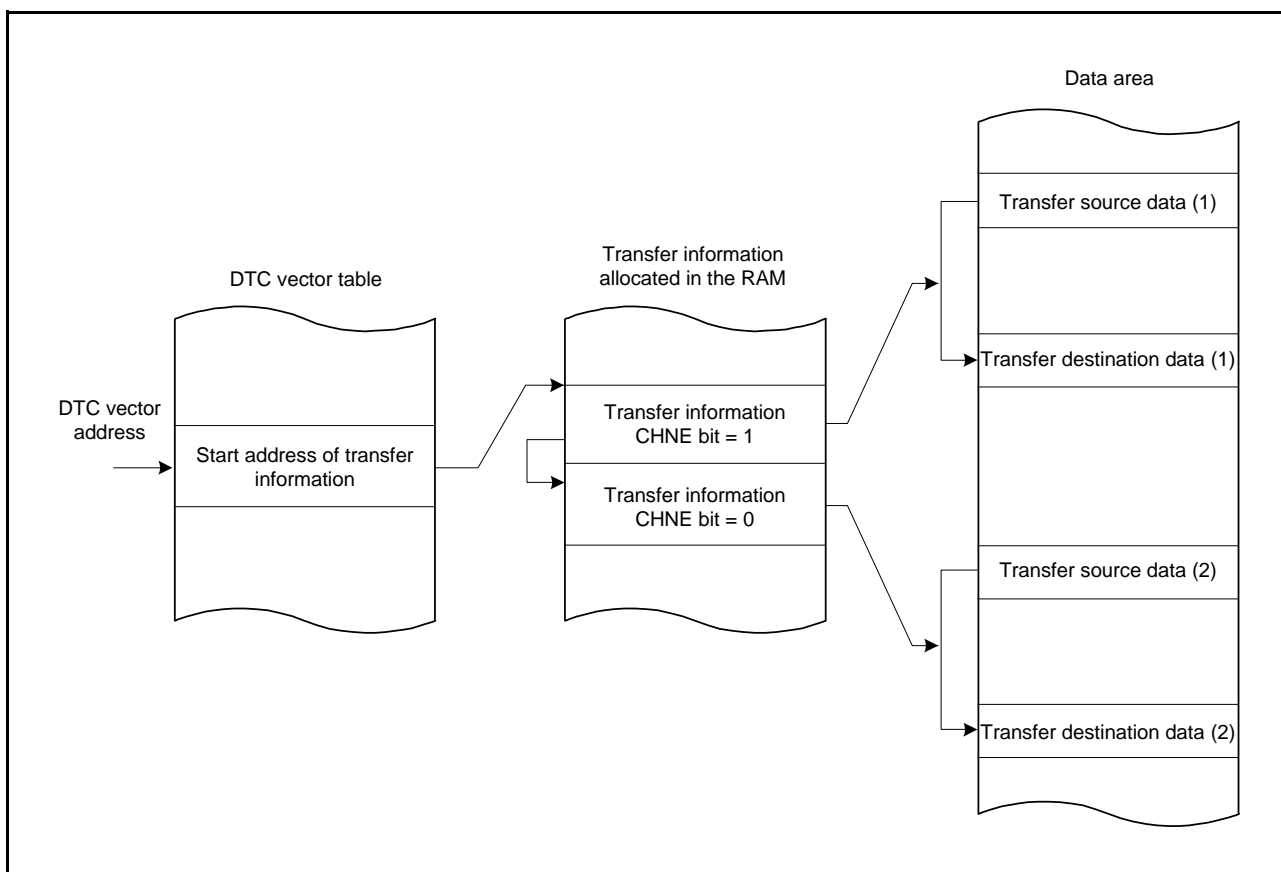 Data area
Transfer source data (1)
Transfer information
allocated in the RAM
DTC vector table
Transfer destination data (1)
DTC vector
address
Transfer information
CHNE bit = 1
Start address of transfer
information
Transfer information
CHNE bit = 0
Transfer source data (2)
Transfer destination data (2)